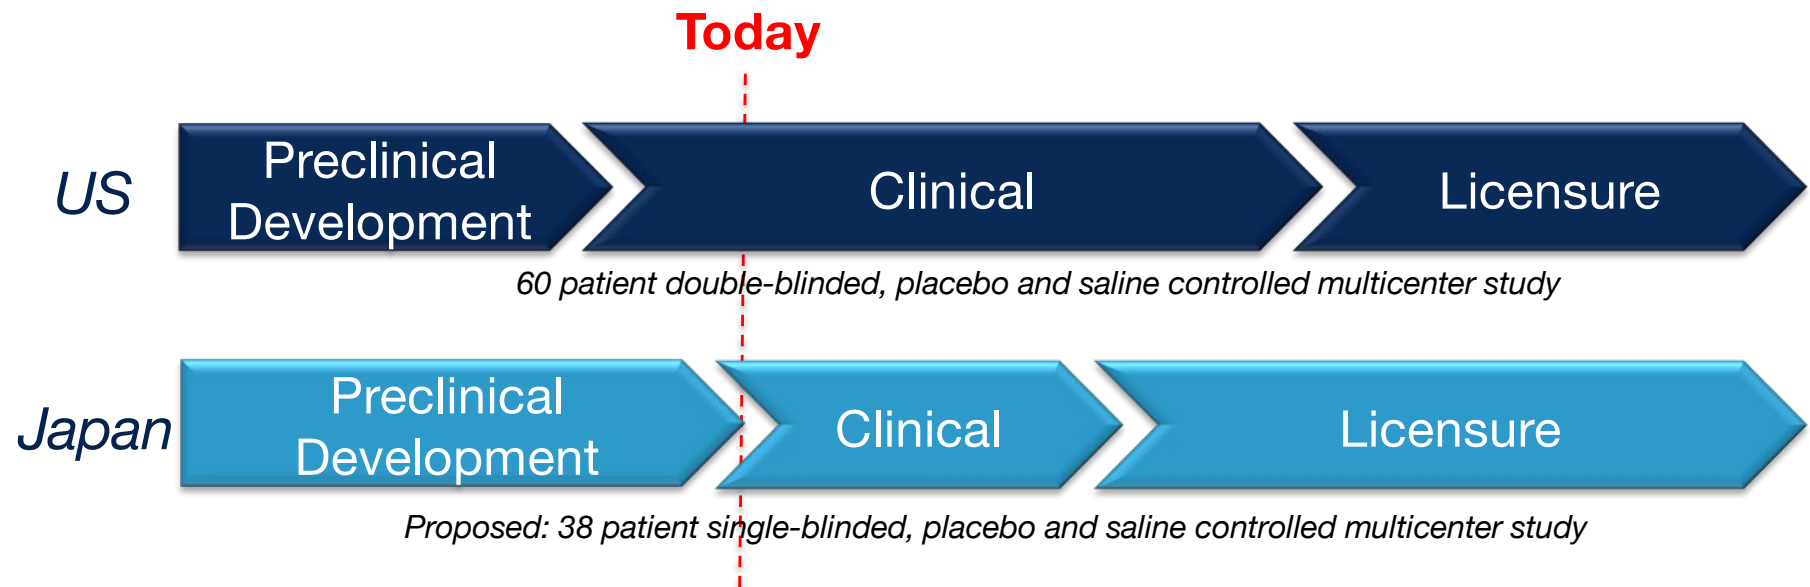 Today
US
Preclinical
Development
Clinical
Licensure
60 patient double-blinded, placebo and saline controlled multicenter study
Japan
Preclinical
Development
Clinical
Licensure
Proposed: 38 patient single-blinded, placebo and saline controlled multicenter study